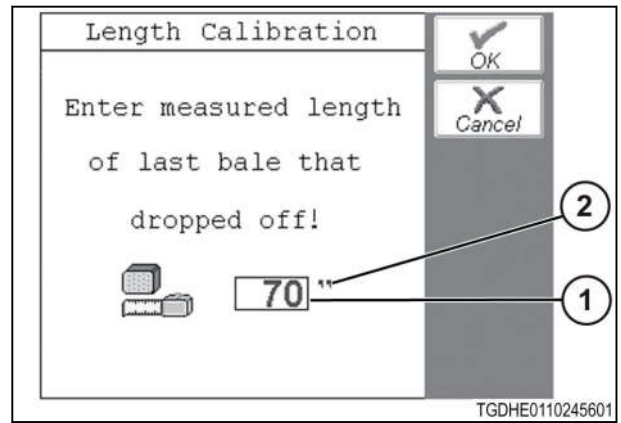 Length Calibration
OK
Enter measured length
Cancel
of last bale that
dropped off!
2
70 "
1
TGDHE0110245601